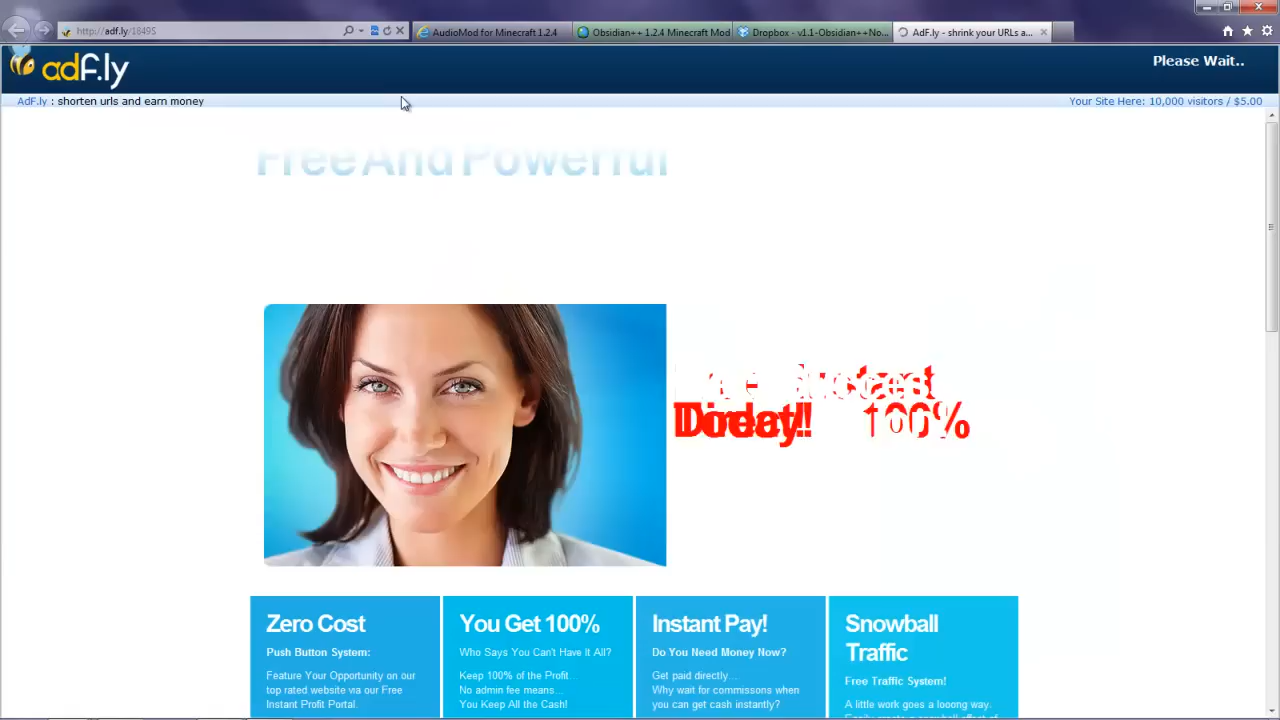 http://adf.ly/1849S
AudioMod for Minecraft 1.2.4
Obsidian++ 1.2.4 Minecraft Mod
Dropbox - v1.1-Obsidian++No...
AdF.ly - shrink your URLs a...
adf.ly
Please Wait..
AdF.ly : shorten urls and earn money
Your Site Here: 10,000 visitors / $5.00
Free And Powerful
100%
Zero Cost
Push Button System:
Feature Your Opportunity on our
top rated website via our Free
Instant Profit Portal.
You Get 100%
Who Says You Can't Have It All?
Keep 100% of the Profit...
No admin fee means...
You Keep All the Cash!
Instant Pay!
Do You Need Money Now?
Get paid directly...
Why wait for commissons when
you can get cash instantly?
Snowball
Traffic
Free Traffic System!
A little work goes a looong way.